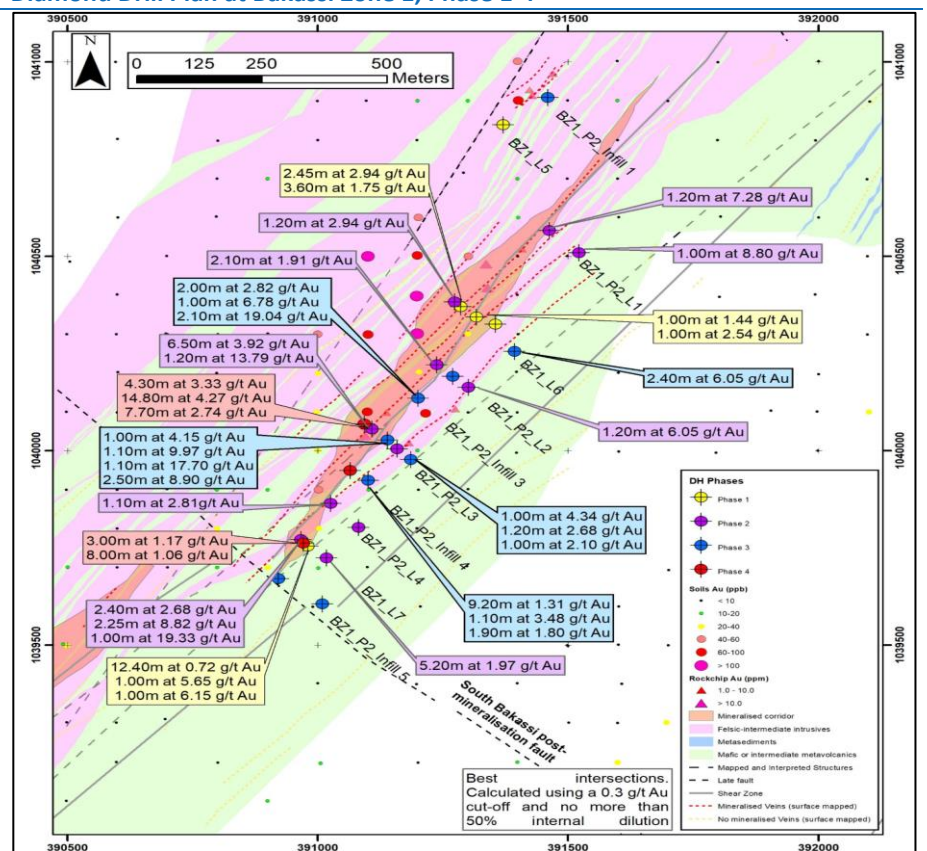 390500
391000
391500
392000
1041000
1041000
N
0
125
250
500
Meters
BZ1_P2_Infill 1
BZ1_L5
2.45m at 2.94 g/t Au
3.60m at 1.75 g/t Au
1.20m at 7.28 g/t Au
1.20m at 2.94 g/t Au
1040500
1040500
1.00m at 8.80 g/t Au
2.10m at 1.91 g/t Au
BZ1_P2_L1
2.00m at 2.82 g/t Au
1.00m at 6.78 g/t Au
2.10m at 19.04 g/t Au
1.00m at 1.44 g/t Au
1.00m at 2.54 g/t Au
6.50m at 3.92 g/t Au
1.20m at 13.79 g/t Au
BZ1_L6
2.40m at 6.05 g/t Au
4.30m at 3.33 g/t Au
14.80m at 4.27 g/t Au
7.70m at 2.74 g/t Au
BZ1_P2_L2
1.20m at 6.05 g/t Au
1040000
1040000
1.00m at 4.15 g/t Au
1.10m at 9.97 g/t Au
1.10m at 17.70 g/t Au
2.50m at 8.90 g/t Au
BZ1_P2_Infill 3
BZ1_P2_L3
1.00m at 4.34 g/t Au
1.20m at 2.68 g/t Au
1.00m at 2.10 g/t Au
1.10m at 2.81g/t Au
BZ1_P2_Infill 4
3.00m at 1.17 g/t Au
8.00m at 1.06 g/t Au
BZ1_P2_L4
9.20m at 1.31 g/t Au
1.10m at 3.48 g/t Au
1.90m at 1.80 g/t Au
BZ1_L7
2.40m at 2.68 g/t Au
2.25m at 8.82 g/t Au
1.00m at 19.33 g/t Au
BZ1_P2_Infill_5
5.20m at 1.97 g/t Au
1039500
1039500
12.40m at 0.72 g/t Au
1.00m at 5.65 g/t Au
1.00m at 6.15 g/t Au
South Bakassi post-
mineralisation fault
Best intersections.
Calculated using a 0.3 g/t Au
cut-off and no more than
50% internal dilution
DH Phases
Phase 1
Phase 2
Phase 3
Phase 4
Soils Au (ppb)
< 10
10-20
20-40
40-60
60-100
> 100
Rockchip Au (ppm)
1.0 - 10.0
> 10.0
Mineralised corridor
Felsic-intermediate intrusives
Metasediments
Mafic or intermediate metavolcanics
Mapped and Interpreted Structures
Late fault
Shear Zone
Mineralised Veins (surface mapped)
No mineralised Veins (surface mapped)
390500
391000
391500
392000